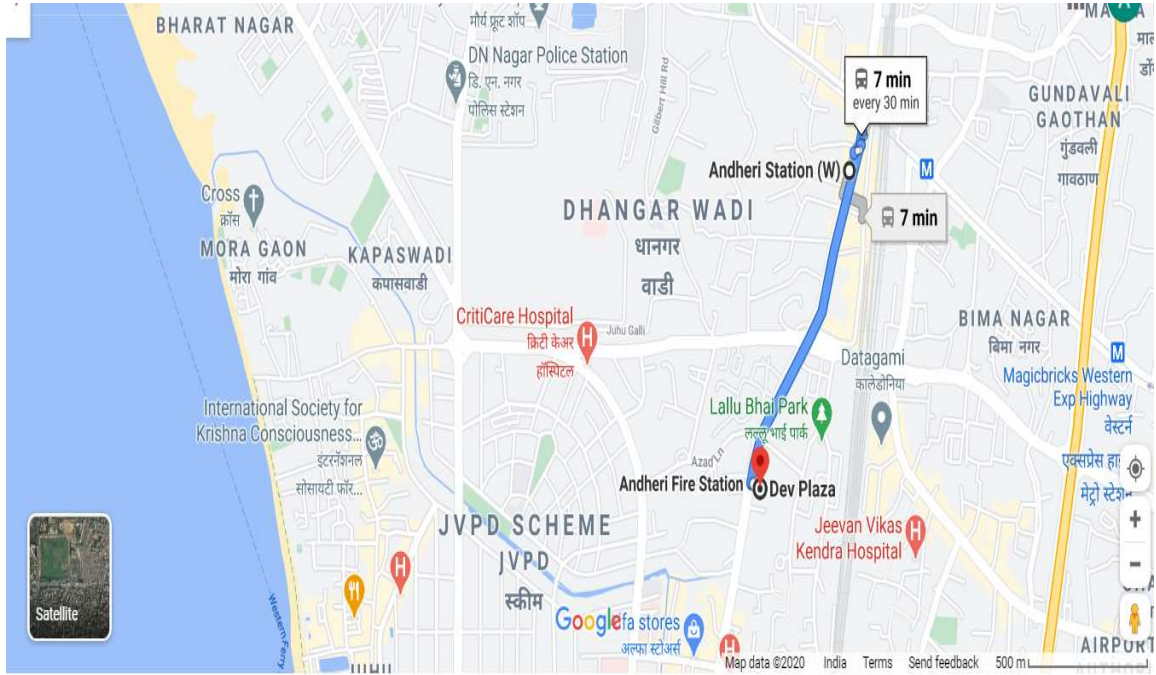 BHARAT NAGAR
मौर्य फ्रूट शॉप
DN Nagar Police Station
डि. एन. नगर
पोलिस स्टेशन
Gilbert Hill Rd
7 min
every 30 min
Andheri Station (W)
M
7 min
GUNDAVALI
GAOTHAN
गुंडवली
गावठाण
Cross
क्रॉस
MORA GAON
मोरा गांव
KAPASWADI
कपासवाडी
DHANGAR WADI
धानगर
वाडी
CritiCare Hospital
क्रिटी केअर
हॉस्पिटल
H
Juhu Galli
BIMA NAGAR
बिमा नगर
M
Magicbricks Western
Exp Highway
वेस्टर्न
मेट्रो
Datagami
कालेडोनिया
Lallu Bhai Park
लल्लू भाई पार्क
International Society for
Krishna Consciousness...
इंटरनॅशनल
सोसायटी फॉर...
Azad Ln
Andheri Fire Station
Dev Plaza
JVPD SCHEME
JVPD
स्कीम
Jeevan Vikas
Kendra Hospital
H
H
Satellite
Western Ferry
Google
fa stores
अल्फा स्टोअर्स
H
AIRPORT
Map data ©2020 India Terms Send feedback 500 m